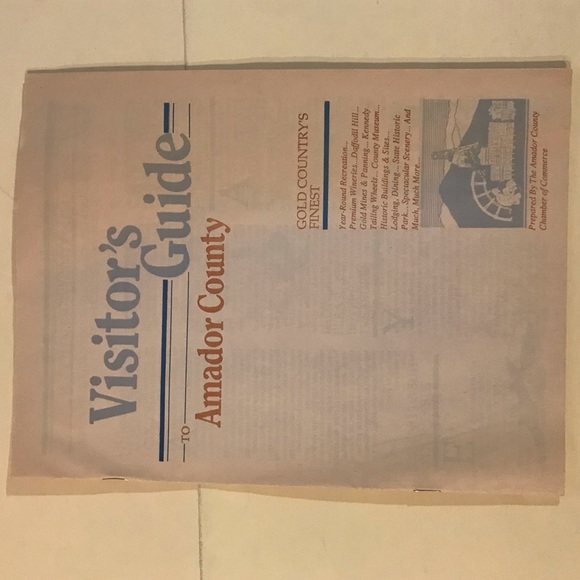 Visitor's
Guide
TO
Amador County
GOLD COUNTRY'S
FINEST
Year-Round Recreation...
Premium Wineries...Daffodil Hill...
Gold Mines & Panning... Kennedy
Tailing Wheels... County Museum...
Historic Buildings & Sites...
Lodging, Dining... State Historic
Park...Spectacular Scenery... And
Much, Much More.
Prepared By The Amador County
Chamber of Commerce